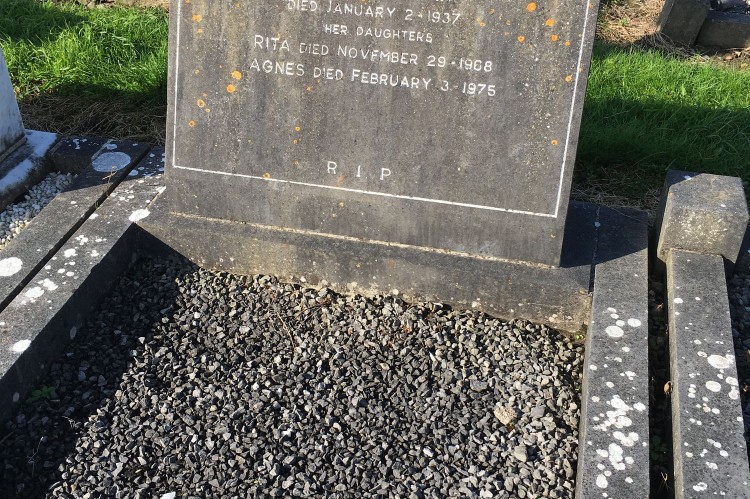 DIED JANUARY 2-1937
HER DAUGHTERS
RITA DIED NOVEMBER 29-1968
AGNES DIED FEBRUARY 3-1975
R I P